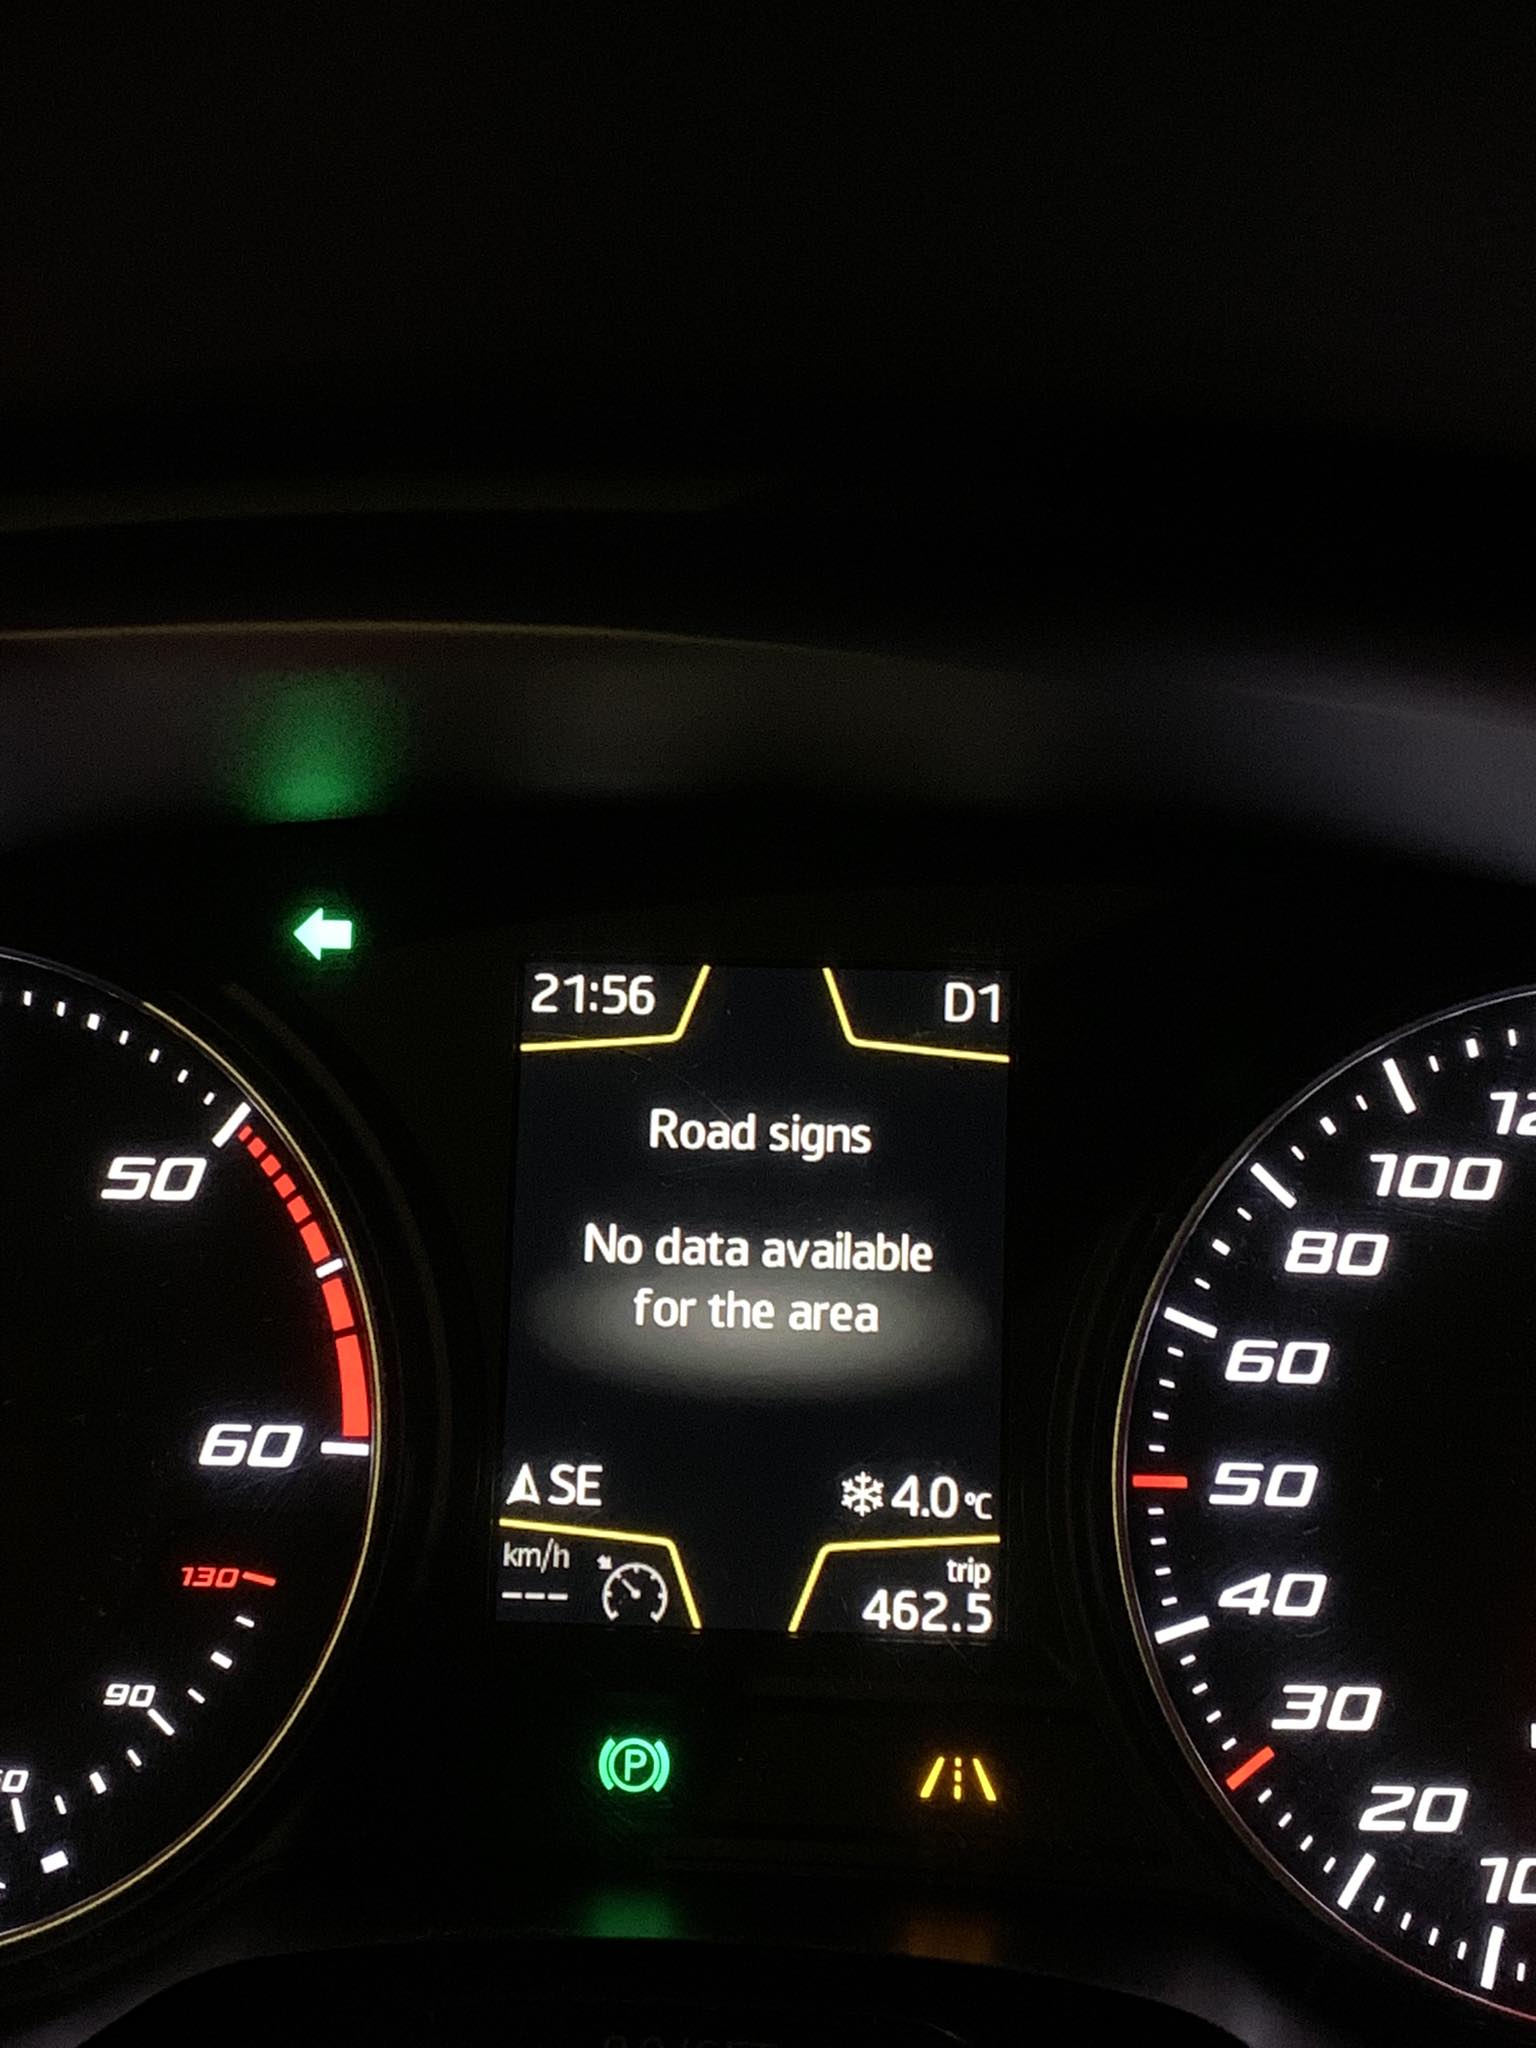 21:56
D1
Road signs
No data available
for the area
SE
4.0 °C
km/h
---
trip
462.5
50
60
130
90
P
100
80
60
50
40
30
20
10